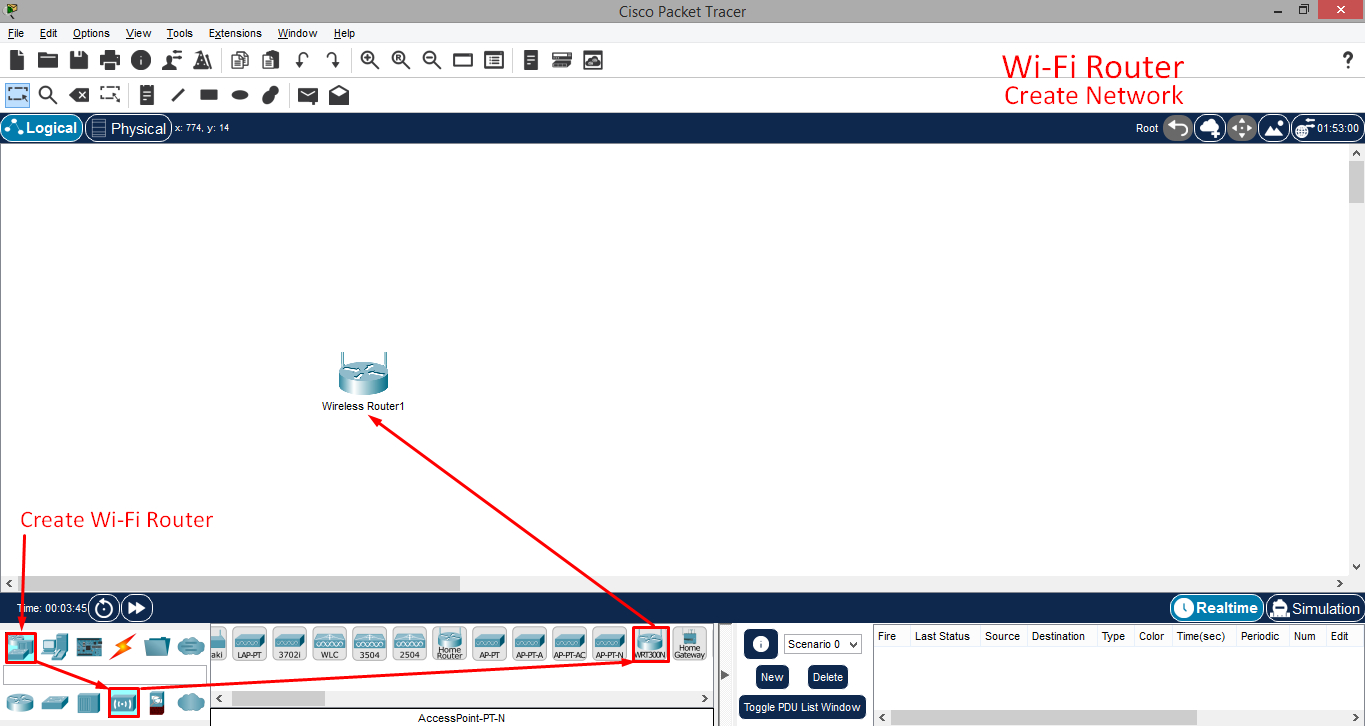 Cisco Packet Tracer
File Edit Options View Tools Extensions Window Help
Wi-Fi Router
Create Network
?
Logical Physical x: 774, y: 14 Root 01:53:00
Wireless Router1
Create Wi-Fi Router
Time: 00:03:45 Realtime Simulation
aki LAP-PT 3702i WLC 3504 2504 Home Router AP-PT AP-PT-A AP-PT-AC AP-PT-N WRT300N Home Gateway
AccessPoint-PT-N
Scenario 0
New Delete
Toggle PDU List Window
Fire Last Status Source Destination Type Color Time(sec) Periodic Num Edit